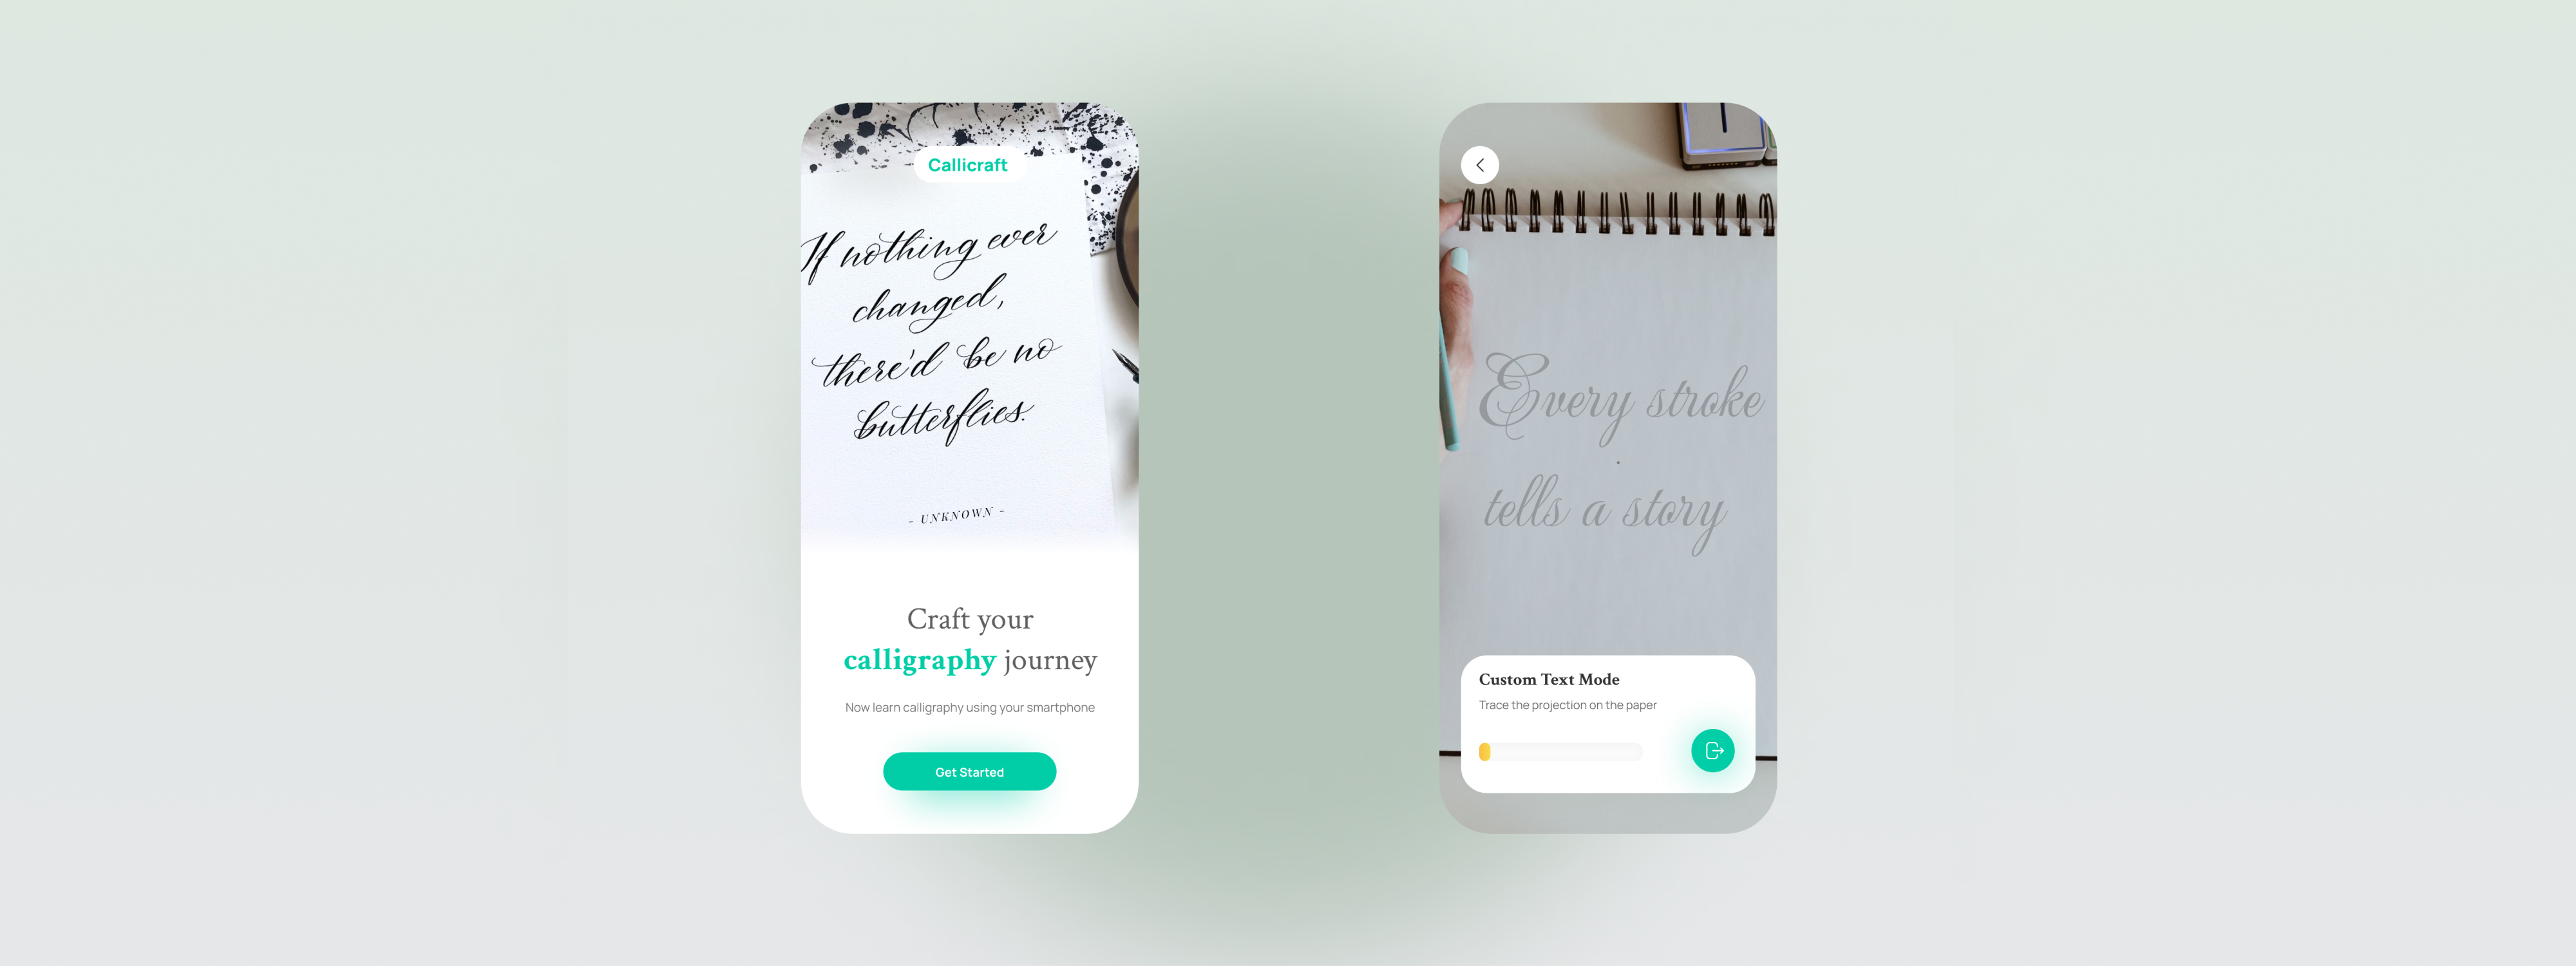 Callicraft
If nothing ever
changed,
there'd be no
butterflies.
- UNKNOWN -
Craft your
calligraphy journey
Now learn calligraphy using your smartphone
Get Started
Every stroke
tells a story
Custom Text Mode
Trace the projection on the paper